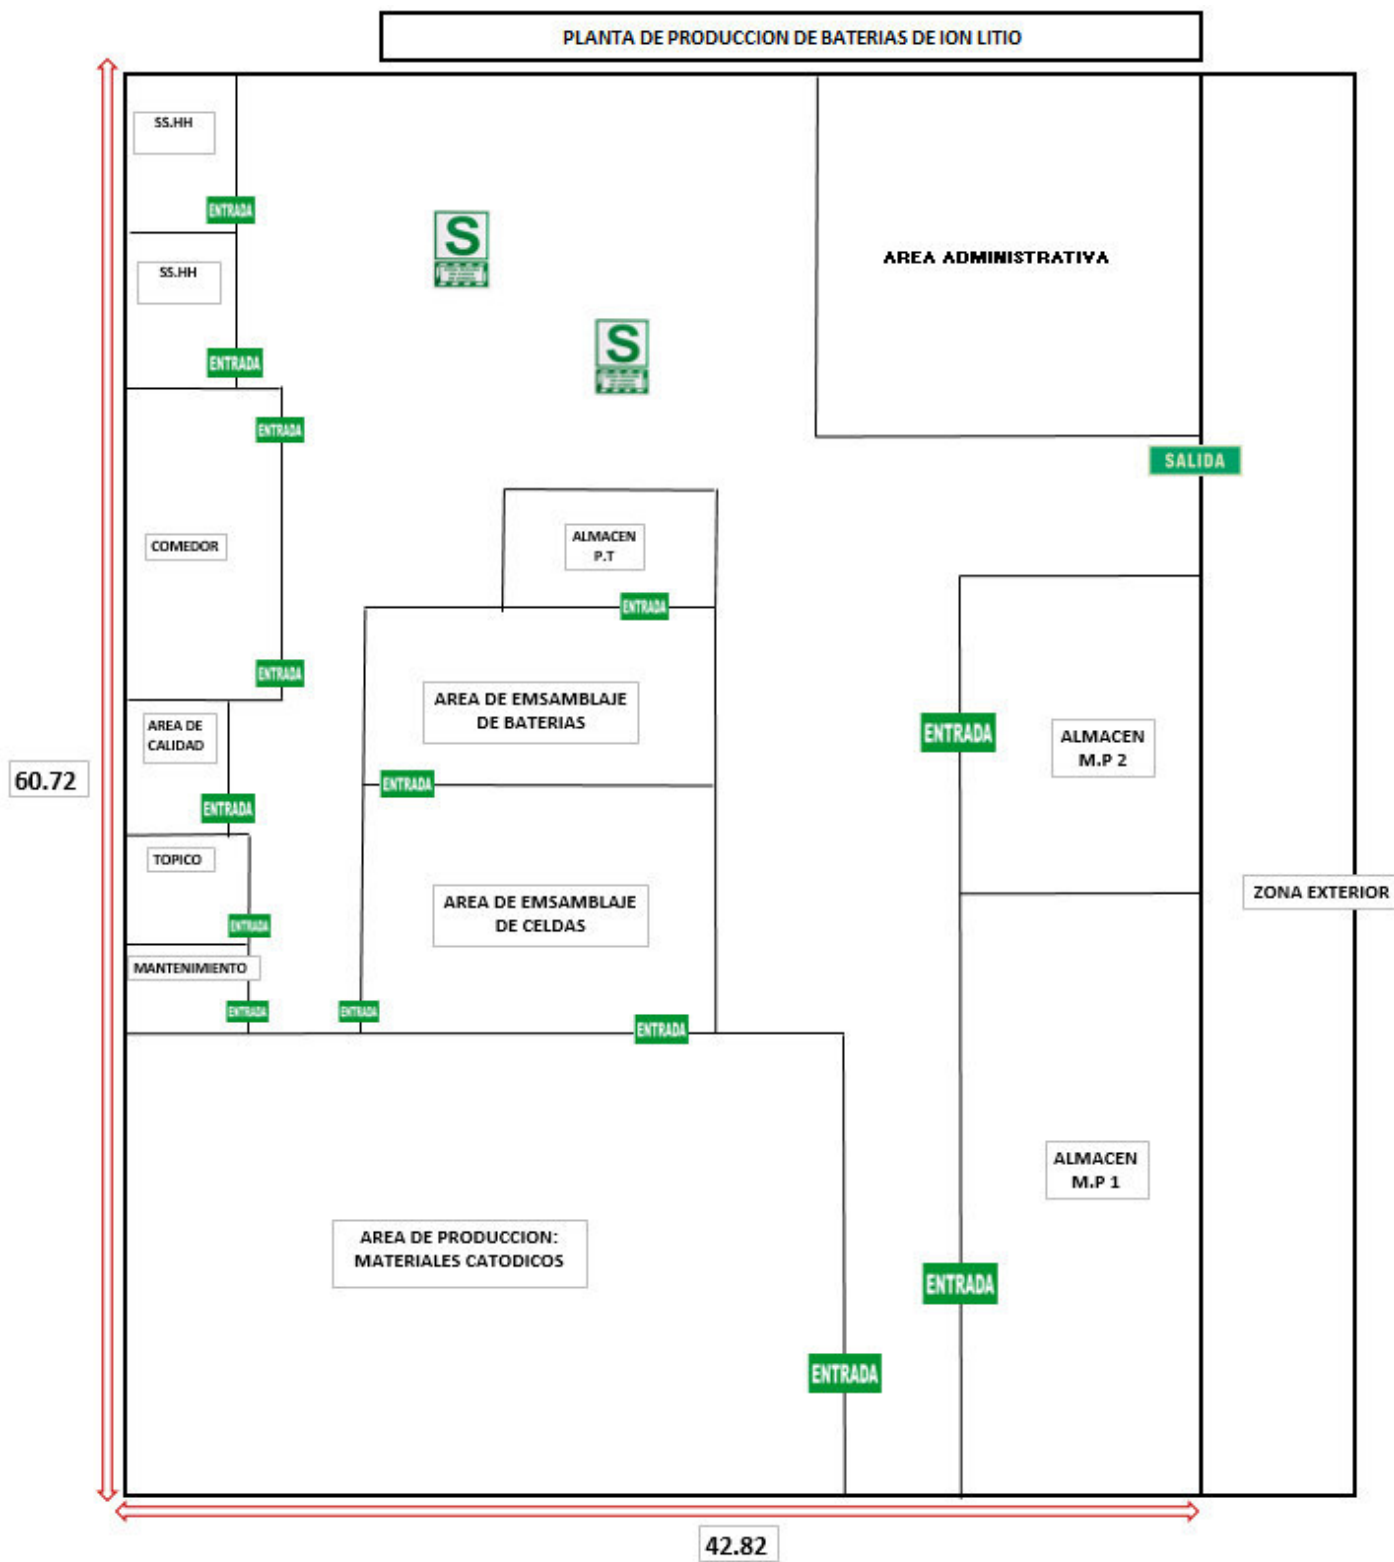 PLANTA DE PRODUCCION DE BATERIAS DE ION LITIO
SS.HH
ENTRADA
S
SS.HH
AREA ADMINISTRATIVA
S
ENTRADA
ENTRADA
SALIDA
COMEDOR
ALMACEN
P.T
ENTRADA
ENTRADA
AREA DE EMSAMBLAJE
DE BATERIAS
AREA DE
CALIDAD
ENTRADA
ALMACEN
M.P 2
60.72
ENTRADA
ENTRADA
TOPICO
AREA DE EMSAMBLAJE
DE CELDAS
ZONA EXTERIOR
ENTRADA
MANTENIMIENTO
ENTRADA
ENTRADA
ENTRADA
ALMACEN
M.P 1
AREA DE PRODUCCION:
MATERIALES CATODICOS
ENTRADA
ENTRADA
42.82